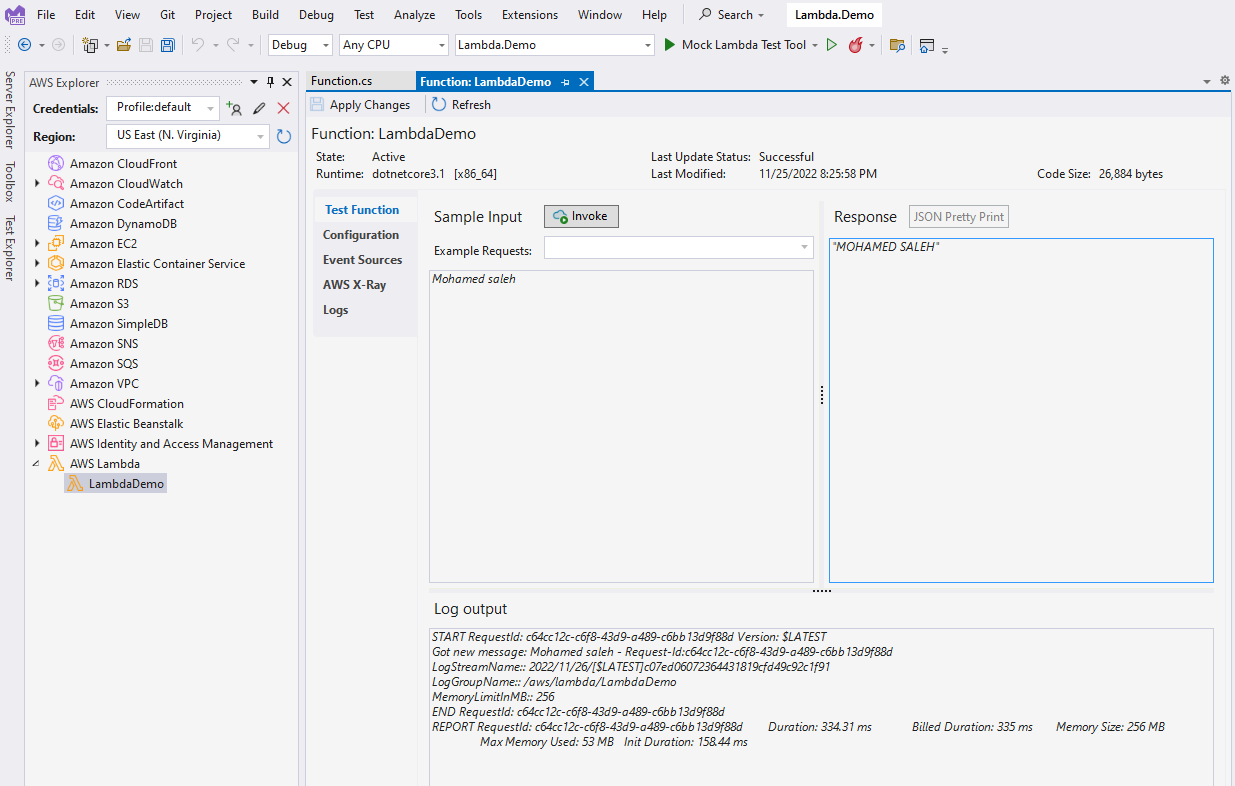 File Edit View Git Project Build Debug Test Analyze Tools Extensions Window Help Search Lambda.Demo
PRE
Debug Any CPU Lambda.Demo Mock Lambda Test Tool
Server Explorer
Toolbox
Test Explorer
AWS Explorer
Credentials: Profile:default
Region: US East (N. Virginia)
Amazon CloudFront
Amazon CloudWatch
Amazon CodeArtifact
Amazon DynamoDB
Amazon EC2
Amazon Elastic Container Service
Amazon RDS
Amazon S3
Amazon SimpleDB
Amazon SNS
Amazon SQS
Amazon VPC
AWS CloudFormation
AWS Elastic Beanstalk
AWS Identity and Access Management
AWS Lambda
LambdaDemo
Function.cs Function: LambdaDemo
Apply Changes Refresh
Function: LambdaDemo
State: Active Last Update Status: Successful
Runtime: dotnetcore3.1 [x86_64] Last Modified: 11/25/2022 8:25:58 PM Code Size: 26,884 bytes
Test Function
Configuration
Event Sources
AWS X-Ray
Logs
Sample Input Invoke
Example Requests:
Mohamed saleh
Response JSON Pretty Print
"MOHAMED SALEH"
Log output
START RequestId: c64cc12c-c6f8-43d9-a489-c6bb13d9f88d Version: $LATEST
Got new message: Mohamed saleh - Request-Id:c64cc12c-c6f8-43d9-a489-c6bb13d9f88d
LogStreamName:: 2022/11/26/[$LATEST]c07ed06072364431819cfd49c92c1f91
LogGroupName:: /aws/lambda/LambdaDemo
MemoryLimitInMB:: 256
END RequestId: c64cc12c-c6f8-43d9-a489-c6bb13d9f88d
REPORT RequestId: c64cc12c-c6f8-43d9-a489-c6bb13d9f88d Duration: 334.31 ms Billed Duration: 335 ms Memory Size: 256 MB
Max Memory Used: 53 MB Init Duration: 158.44 ms